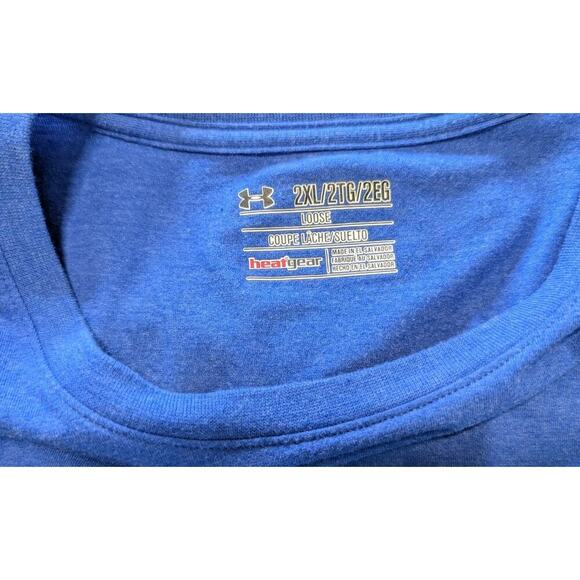 2XL/2TG/2EG
LOOSE
COUPE LÂCHE/SUELTO
heatgear
MADE IN EL SALVADOR
FABRIQUÉ AU SALVADOR
HECHO EN EL SALVADOR